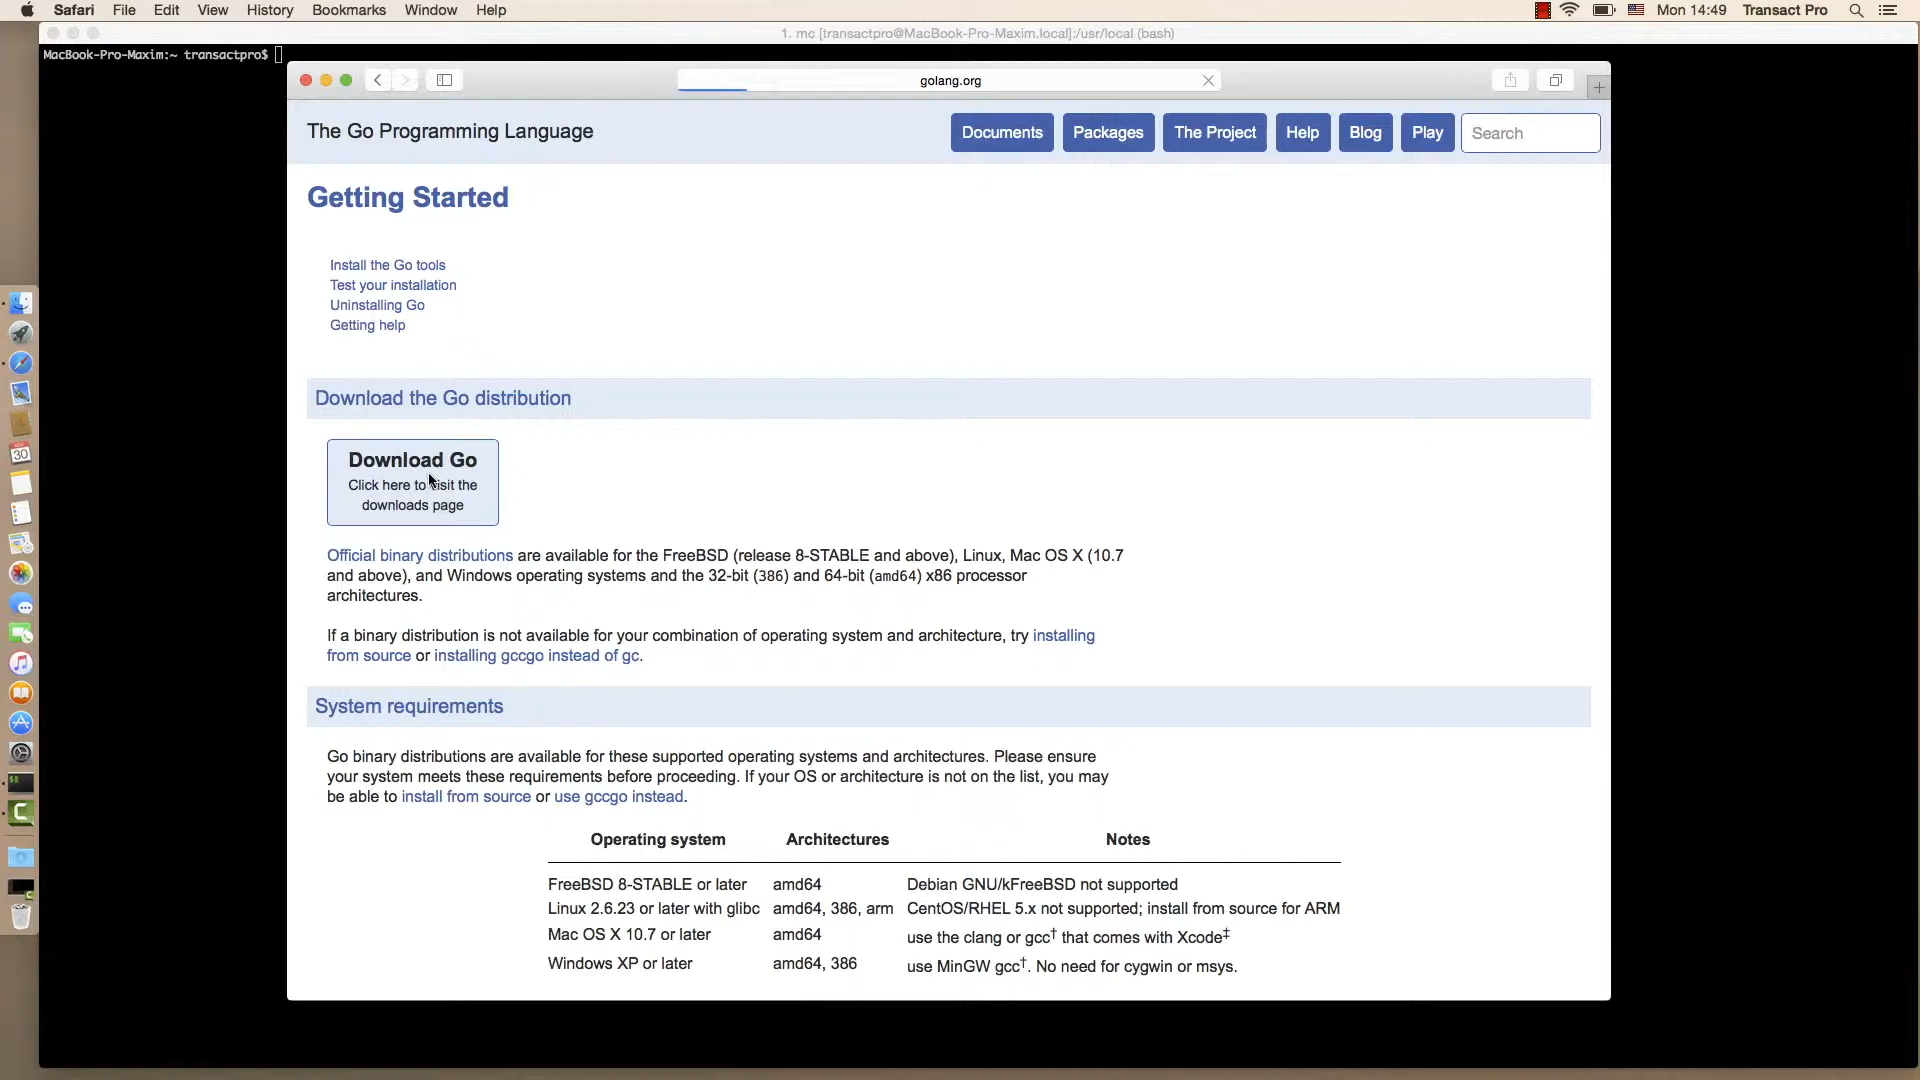 Safari File Edit View History Bookmarks Window Help Mon 14:49 Transact Pro
1. mc [transactpro@MacBook-Pro-Maxim.local]:/usr/local (bash)
MacBook-Pro-Maxim:~ transactpro$
golang.org
The Go Programming Language
Documents Packages The Project Help Blog Play Search
Getting Started
Install the Go tools
Test your installation
Uninstalling Go
Getting help
Download the Go distribution
Download Go
Click here to visit the
downloads page
Official binary distributions are available for the FreeBSD (release 8-STABLE and above), Linux, Mac OS X (10.7
and above), and Windows operating systems and the 32-bit (386) and 64-bit (amd64) x86 processor
architectures.
If a binary distribution is not available for your combination of operating system and architecture, try installing
from source or installing gccgo instead of gc.
System requirements
Go binary distributions are available for these supported operating systems and architectures. Please ensure
your system meets these requirements before proceeding. If your OS or architecture is not on the list, you may
be able to install from source or use gccgo instead.
Operating system Architectures Notes
FreeBSD 8-STABLE or later amd64 Debian GNU/kFreeBSD not supported
Linux 2.6.23 or later with glibc amd64, 386, arm CentOS/RHEL 5.x not supported; install from source for ARM
Mac OS X 10.7 or later amd64 use the clang or gcc† that comes with Xcode‡
Windows XP or later amd64, 386 use MinGW gcc†. No need for cygwin or msys.
30